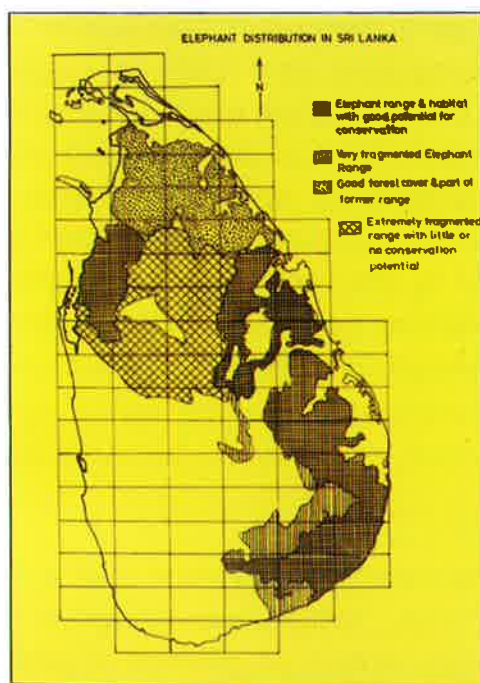 ELEPHANT DISTRIBUTION IN SRI LANKA
N
Elephant range & habitat
with good potential for
conservation
Very fragmented Elephant
Range
Good forest cover & part of
former range
Extremely fragmented
range with little or
no conservation
potential